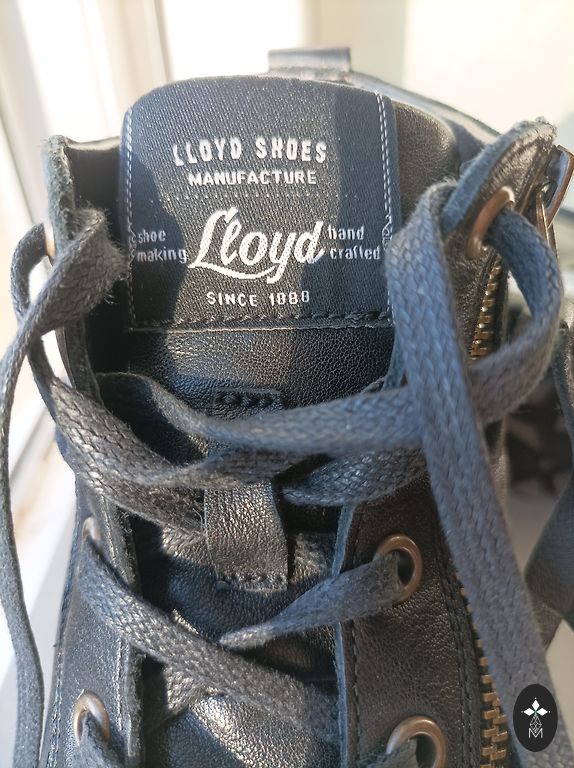 LLOYD SHOES
MANUFACTURE
shoe making
Lloyd
hand crafted
SINCE 1888
M